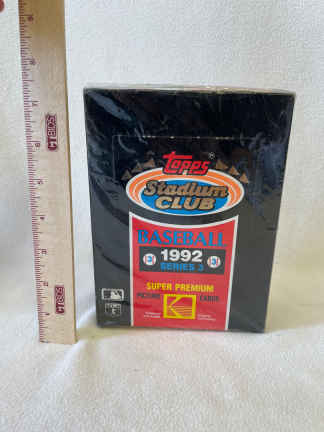 Topps
Stadium
CLUB
BASEBALL
1992
SERIES 3
SUPER PREMIUM
PICTURE CARDS